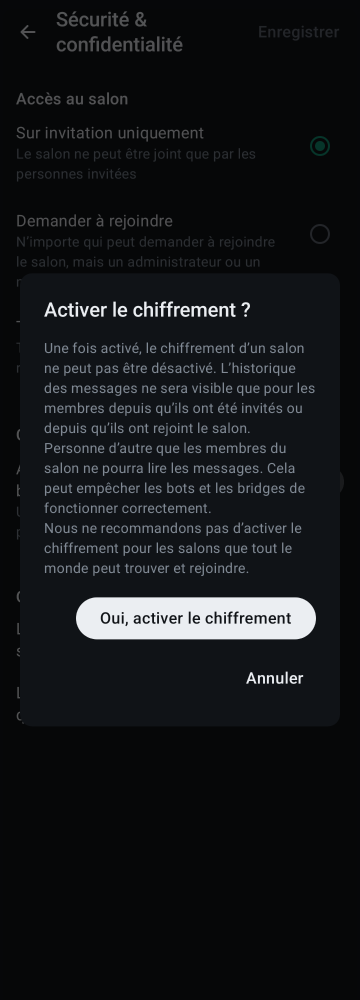 Sécurité &
confidentialité
Enregistrer
Accès au salon
Sur invitation uniquement
Le salon ne peut être joint que par les
personnes invitées
Demander à rejoindre
N’importe qui peut demander à rejoindre
le salon, mais un administrateur ou un
Activer le chiffrement ?
Une fois activé, le chiffrement d’un salon
ne peut pas être désactivé. L’historique
des messages ne sera visible que pour les
membres depuis qu’ils ont été invités ou
depuis qu’ils ont rejoint le salon.
Personne d’autre que les membres du
salon ne pourra lire les messages. Cela
peut empêcher les bots et les bridges de
fonctionner correctement.
Nous ne recommandons pas d’activer le
chiffrement pour les salons que tout le
monde peut trouver et rejoindre.
Oui, activer le chiffrement
Annuler